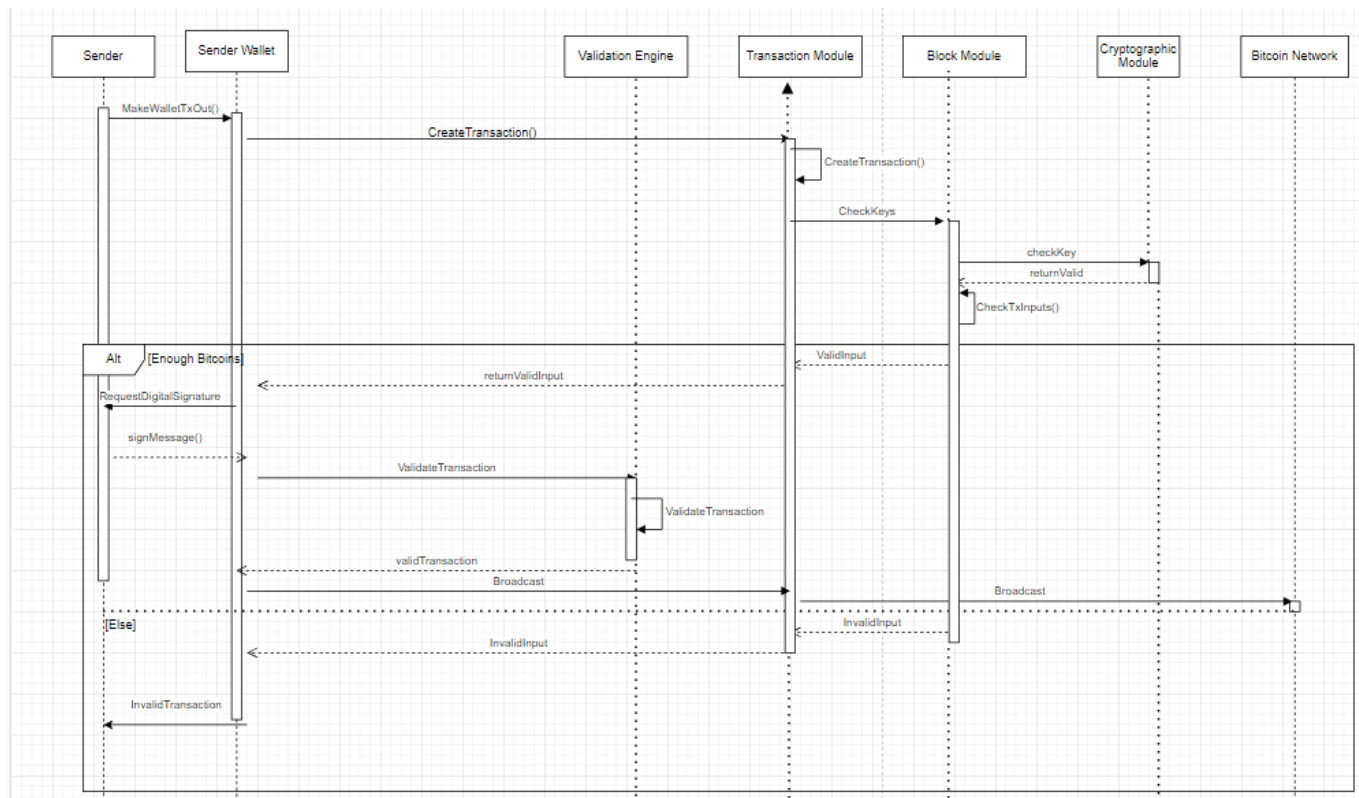 Sender
Sender Wallet
Validation Engine
Transaction Module
Block Module
Cryptographic
Module
Bitcoin Network
MakeWalletTxOut()
CreateTransaction()
CreateTransaction()
CheckKeys
checkKey
returnValid
CheckTxInputs()
Alt
[Enough Bitcoins]
ValidInput
returnValidInput
RequestDigitalSignature
signMessage()
ValidateTransaction
ValidateTransaction
validTransaction
Broadcast
Broadcast
[Else]
InvalidInput
InvalidInput
InvalidTransaction